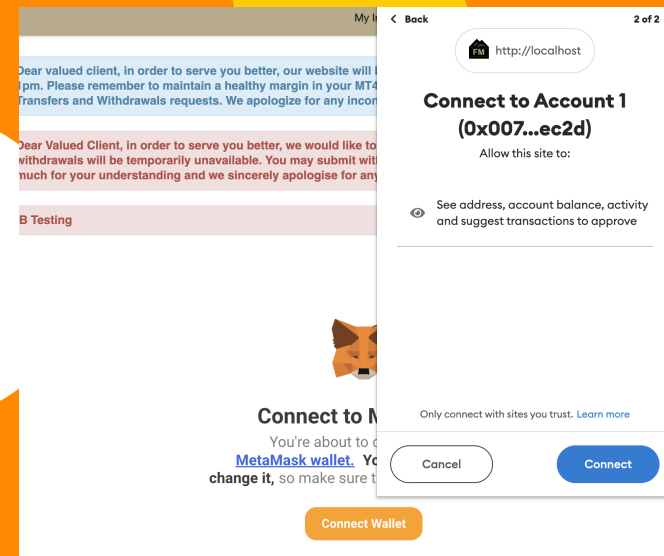 My I
Dear valued client, in order to serve you better, our website will
1pm. Please remember to maintain a healthy margin in your MT4
Transfers and Withdrawals requests. We apologize for any incon
Dear Valued Client, in order to serve you better, we would like to
withdrawals will be temporarily unavailable. You may submit wit
much for your understanding and we sincerely apologise for any
B Testing
Connect to M
You're about to c
MetaMask wallet. Yo
change it, so make sure t
Connect Wallet
Back
2 of 2
FM
http://localhost
Connect to Account 1
(0x007...ec2d)
Allow this site to:
See address, account balance, activity
and suggest transactions to approve
Only connect with sites you trust. Learn more
Cancel
Connect